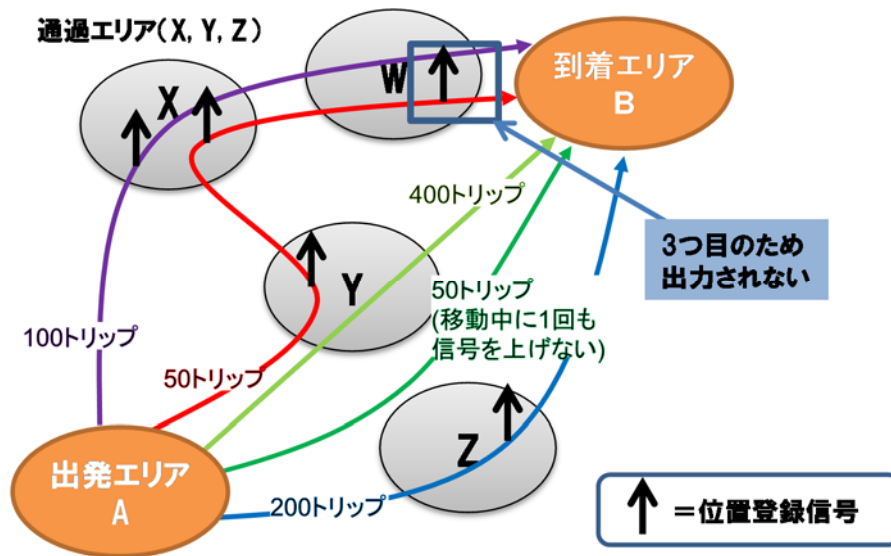 通過エリア(X, Y, Z)
W
到着エリア
B
X
400トリップ
3つ目のため
出力されない
Y
50トリップ
(移動中に1回も
信号を上げない)
100トリップ
50トリップ
Z
出発エリア
A
200トリップ
=位置登録信号